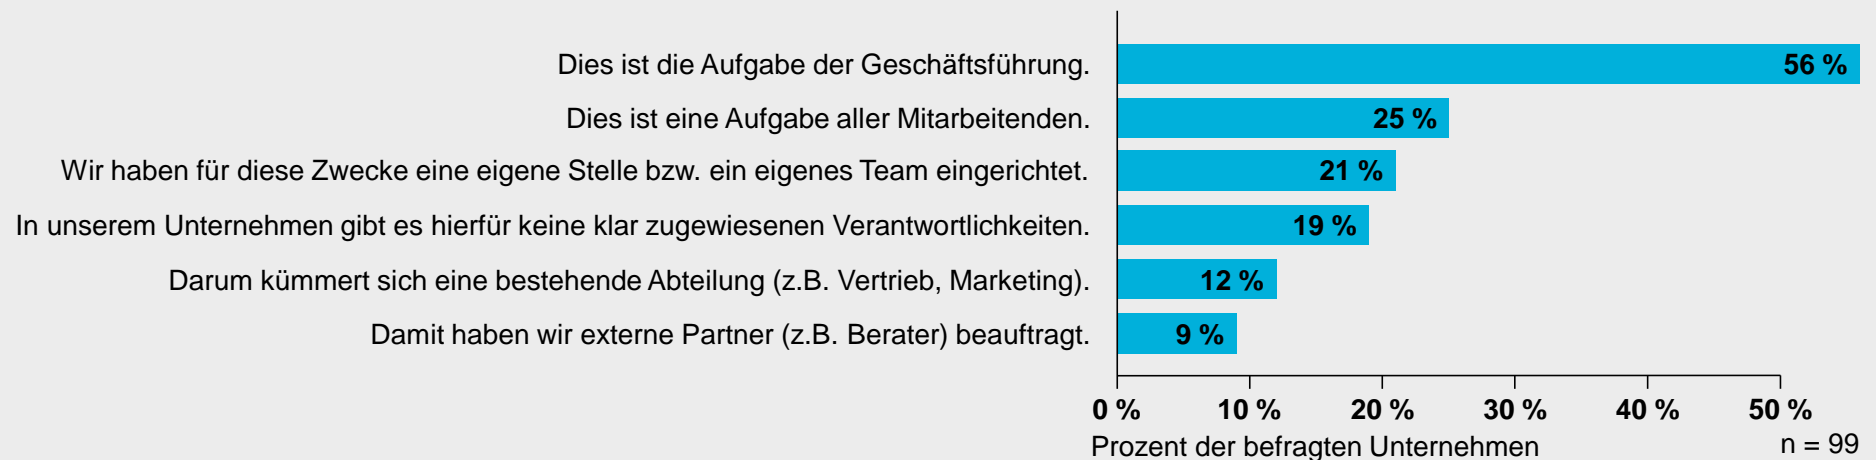 Dies ist die Aufgabe der Geschäftsführung. 56 %
Dies ist eine Aufgabe aller Mitarbeitenden. 25 %
Wir haben für diese Zwecke eine eigene Stelle bzw. ein eigenes Team eingerichtet. 21 %
In unserem Unternehmen gibt es hierfür keine klar zugewiesenen Verantwortlichkeiten. 19 %
Darum kümmert sich eine bestehende Abteilung (z.B. Vertrieb, Marketing). 12 %
Damit haben wir externe Partner (z.B. Berater) beauftragt. 9 %
0 % 10 % 20 % 30 % 40 % 50 %
Prozent der befragten Unternehmen n = 99